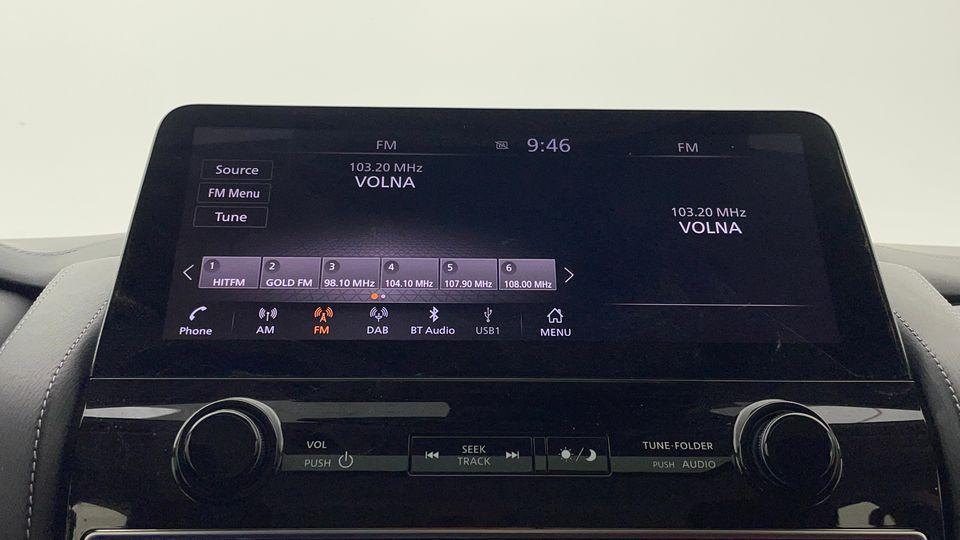 FM
9:46
FM
Source
103.20 MHz
VOLNA
FM Menu
Tune
103.20 MHz
VOLNA
1 HITFM
2 GOLD FM
3 98.10 MHz
4 104.10 MHz
5 107.90 MHz
6 108.00 MHz
Phone
AM
FM
DAB
BT Audio
USB1
MENU
VOL
PUSH
SEEK
TRACK
TUNE·FOLDER
PUSH AUDIO